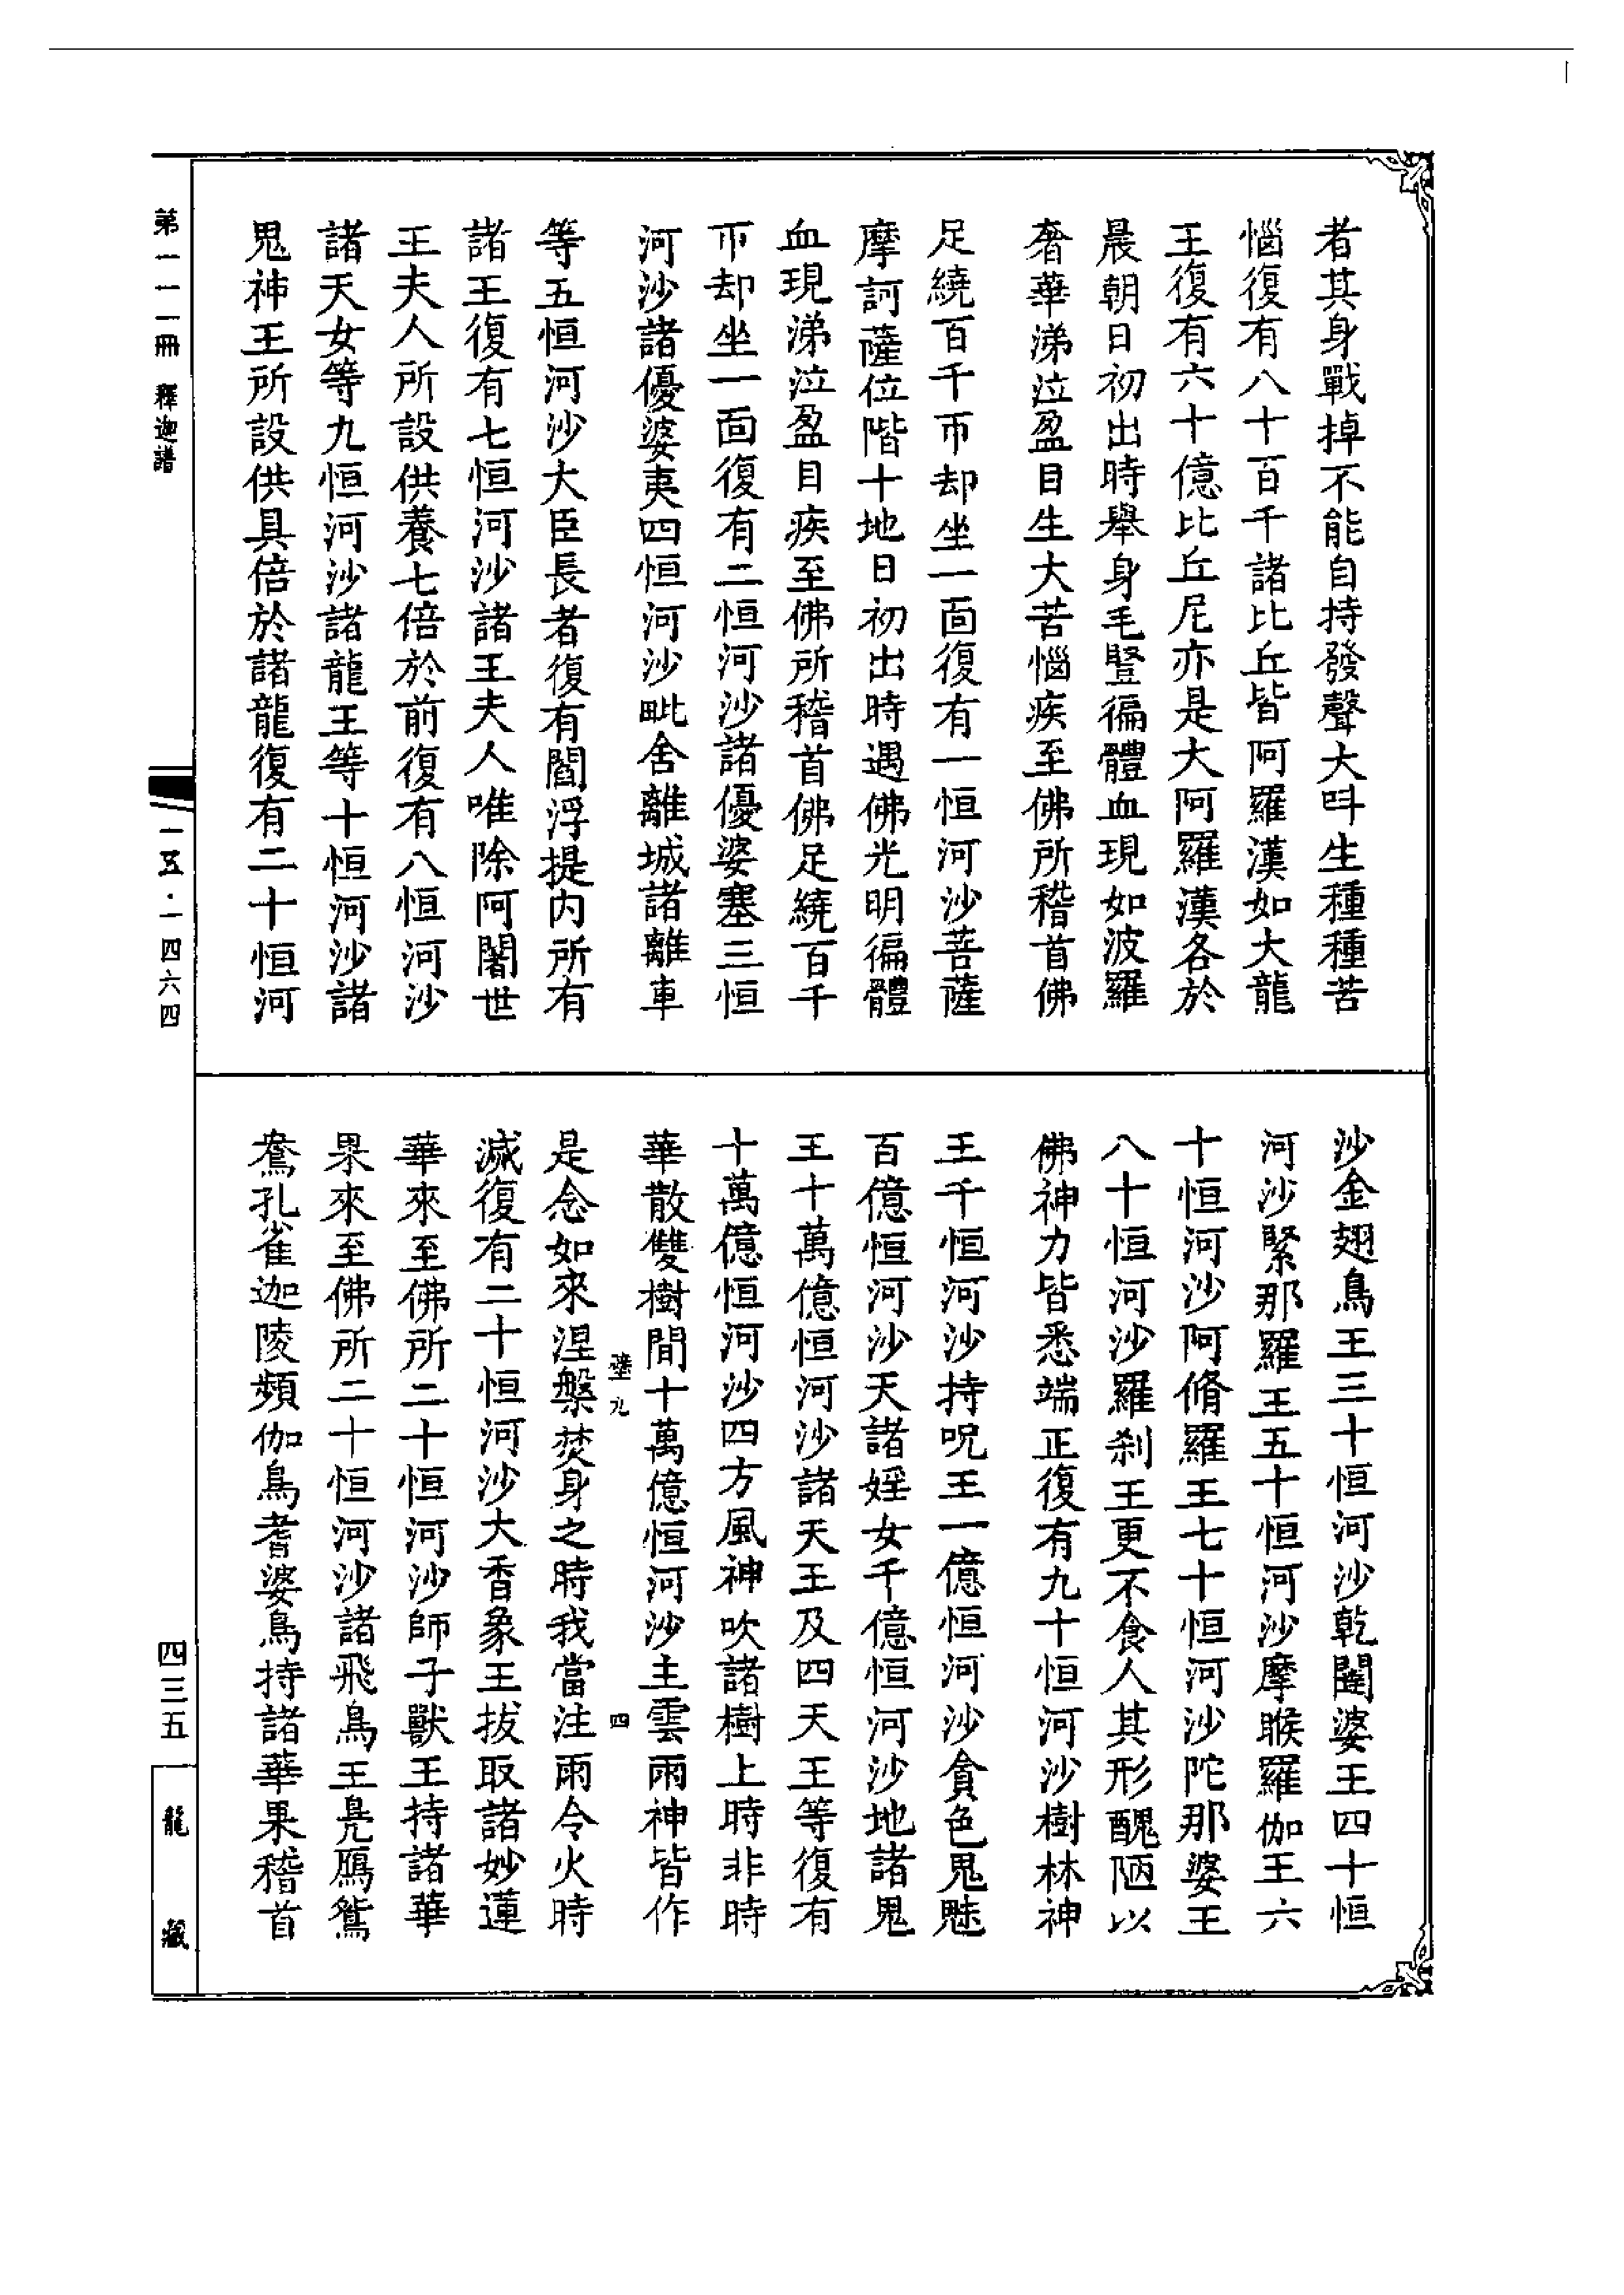 者其身戰掉不能自持發聲大呌生種種苦
惱復有八十百千諸比丘皆阿羅漢如大龍
王復有六十億比丘尼亦是大阿羅漢各於
晨朝日初出時舉身毛豎徧體血現如波羅
奢華涕泣盈目生大苦惱疾至佛所稽首佛
足繞百千帀却坐一面復有一恒河沙菩薩
摩訶薩位階十地日初出時遇佛光明徧體
血現涕泣盈目疾至佛所稽首佛足繞百千
帀却坐一面復有二恒河沙諸優婆塞三恒
河沙諸優婆夷四恒河沙毗舍離城諸離車
等五恒河沙大臣長者復有閻浮提内所有
諸王復有七恒河沙諸王夫人唯除阿闍世
王夫人所設供養七倍於前復有八恒河沙
諸天女等九恒河沙諸龍王等十恒河沙諸
鬼神王所設供具倍於諸龍復有二十恒河
沙金翅鳥王三十恒河沙乾闥婆王四十恒
河沙緊那羅王五十恒河沙摩睺羅伽王六
十恒河沙阿脩羅王七十恒河沙陀那婆王
八十恒河沙羅刹王更不食人其形醜陋以
佛神力皆悉端正復有九十恒河沙樹林神
王千恒河沙持呪王一億恒河沙貪色鬼魅
百億恒河沙天諸婬女千億恒河沙地諸鬼
王十萬億恒河沙諸天王及四天王等復有
十萬億恒河沙四方風神吹諸樹上時非時
華散雙樹間十萬億恒河沙主雲雨神皆作
是念如來涅槃焚身之時我當注雨令火時
滅復有二十恒河沙大香象王拔取諸妙蓮
華來至佛所二十恒河沙師子獸王持諸華
果來至佛所二十恒河沙諸飛鳥王鳧鴈鴛
鴦孔雀迦陵頻伽鳥耆婆鳥持諸華果稽首
九 四
第一一一冊 釋迦譜
一五·一四六四
四三五
龍藏